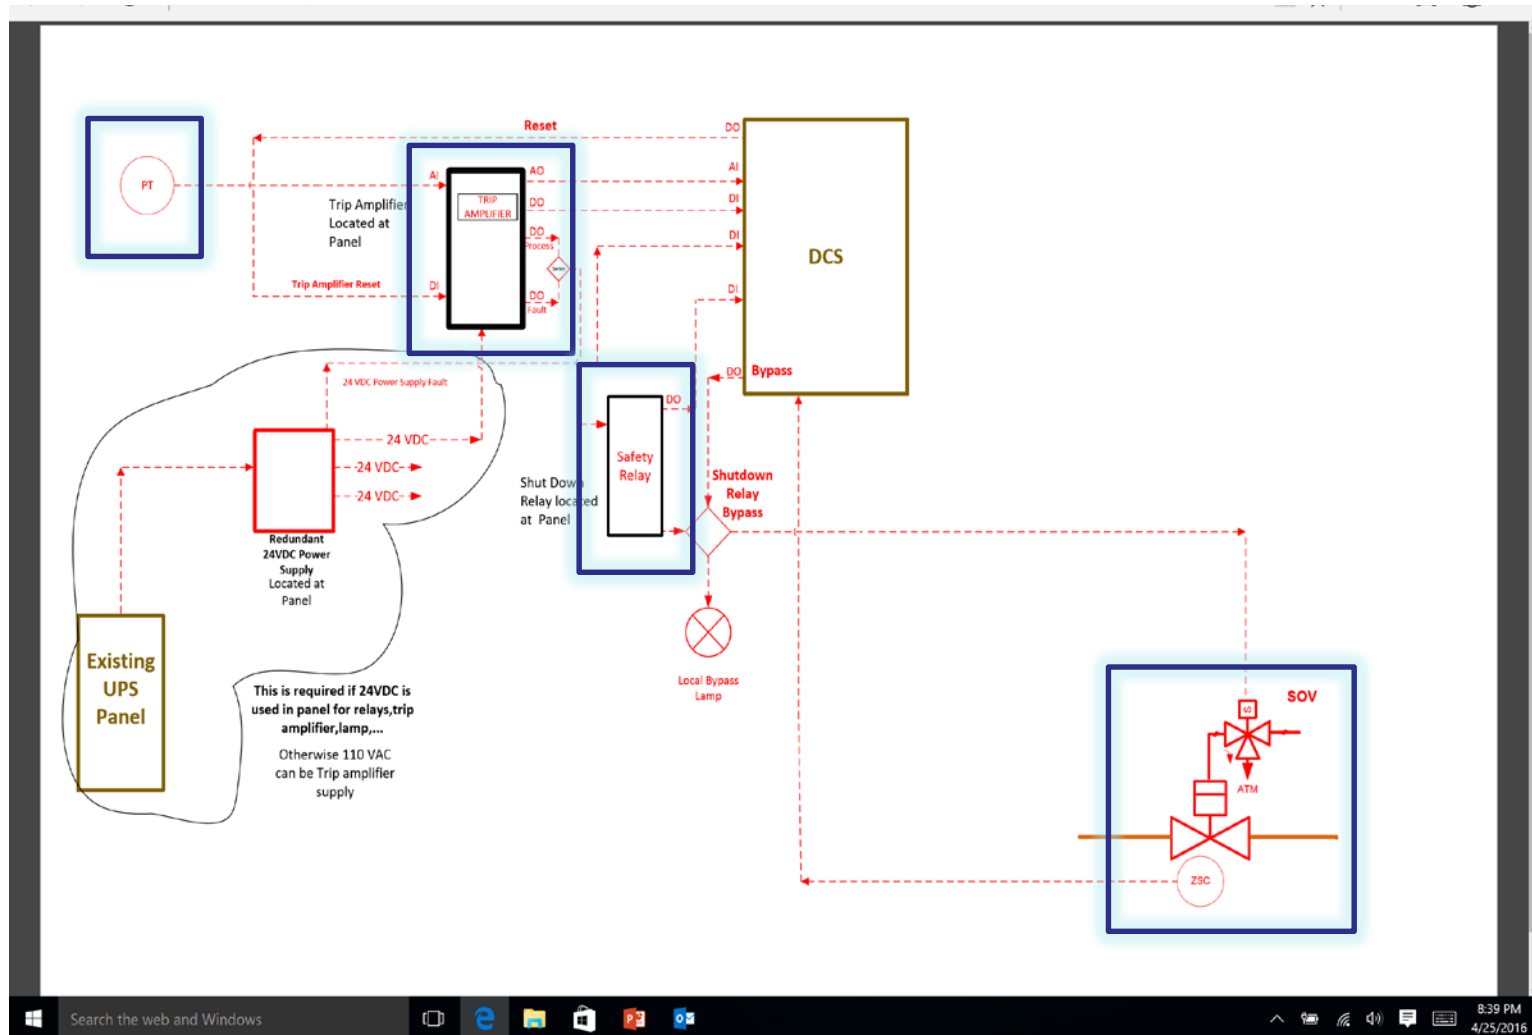 Reset
DO
PT
AI
AO
AI
TRIP
AMPLIFIER
DO
DI
Trip Amplifier
Located at
Panel
DO
Process
DI
DCS
Trip Amplifier Reset
DI
DO
Fault
DI
24 VDC Power Supply Fault
DO
Bypass
DO
24 VDC
24 VDC
24 VDC
Safety
Relay
Shut Down
Relay located
at Panel
Shutdown
Relay
Bypass
Redundant
24VDC Power
Supply
Located at
Panel
Existing
UPS
Panel
This is required if 24VDC is
used in panel for relays,trip
amplifier,lamp,...
Otherwise 110 VAC
can be Trip amplifier
supply
Local Bypass
Lamp
SOV
S
ATM
ZSC
Search the web and Windows
8:39 PM
4/25/2016